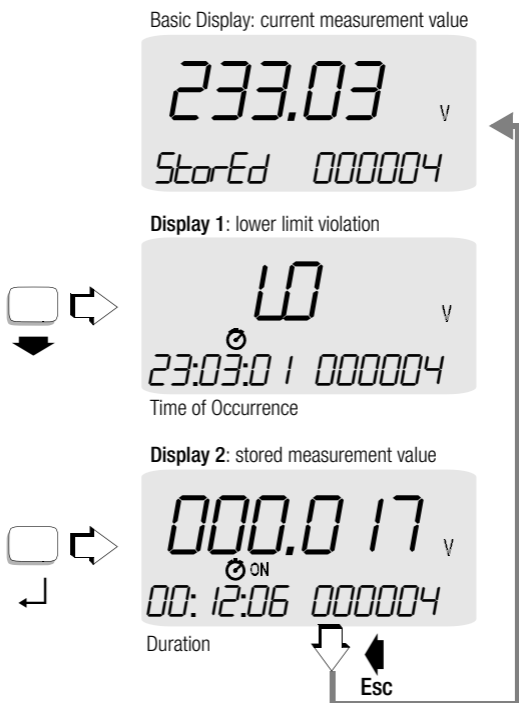 Basic Display: current measurement value
233.03 V
StorEd 000004
Display 1: lower limit violation
LO V
23:03:01 000004
Time of Occurrence
Display 2: stored measurement value
000.017 V
ON
00:12:06 000004
Duration
Esc